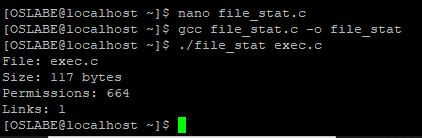 [OSLABE@localhost ~]$ nano file_stat.c
[OSLABE@localhost ~]$ gcc file_stat.c -o file_stat
[OSLABE@localhost ~]$ ./file_stat exec.c
File: exec.c
Size: 117 bytes
Permissions: 664
Links: 1
[OSLABE@localhost ~]$